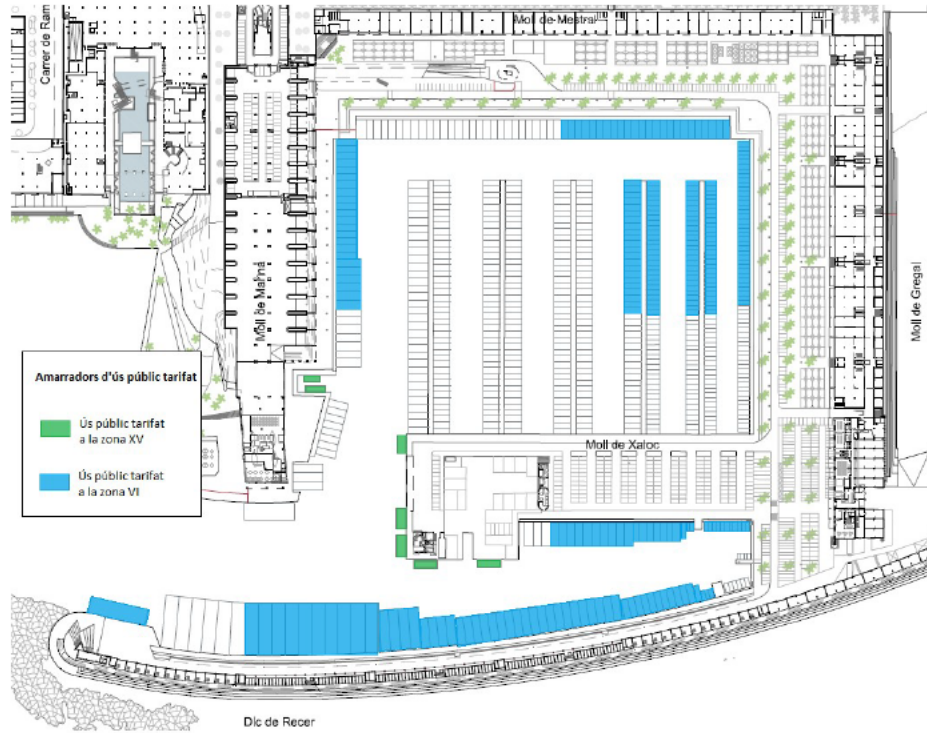 Moll de Mestral
Carrer de Ram
Moll de Marina
Moll de Gregal
Amarradors d'ús públic tarifat
Ús públic tarifat
a la zona XV
Ús públic tarifat
a la zona VI
Moll de Xaloc
Dic de Recer